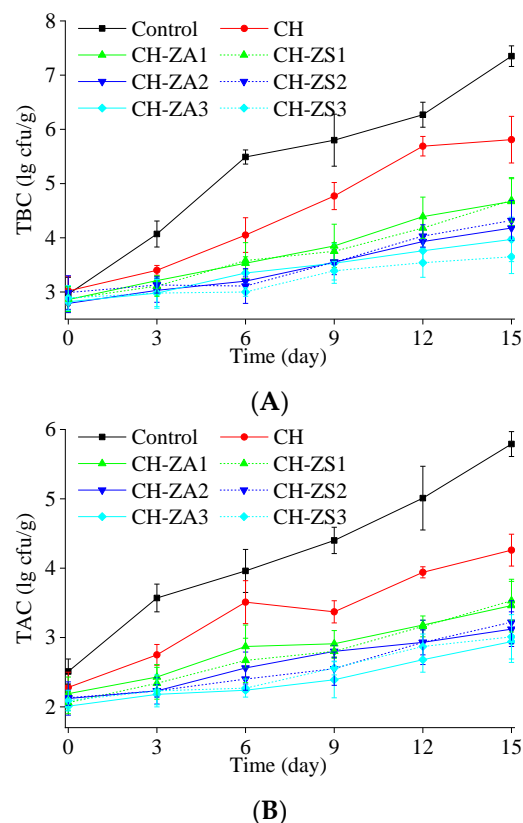 8
7
6
5
4
3
TBC (lg cfu/g)
Control CH
CH-ZA1 CH-ZS1
CH-ZA2 CH-ZS2
CH-ZA3 CH-ZS3
0 3 6 9 12 15
Time (day)
(A)
6
5
4
3
2
TAC (lg cfu/g)
Control CH
CH-ZA1 CH-ZS1
CH-ZA2 CH-ZS2
CH-ZA3 CH-ZS3
0 3 6 9 12 15
Time (day)
(B)